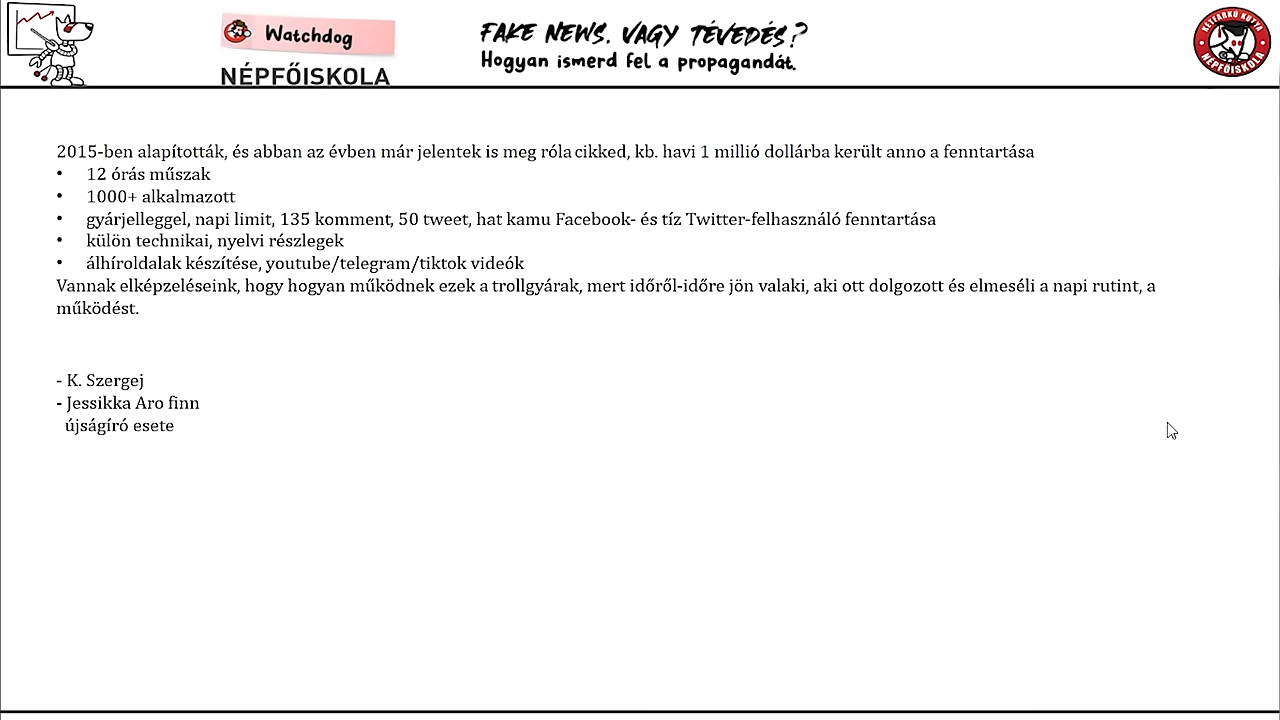 Watchdog
NÉPFŐISKOLA
FAKE NEWS, VAGY TÉVEDÉS?
Hogyan ismerd fel a propagandát.
KÉTFARKÚ KUTYA
NÉPFŐISKOLA
2015-ben alapították, és abban az évben már jelentek is meg róla cikked, kb. havi 1 millió dollárba került anno a fenntartása
• 12 órás műszak
• 1000+ alkalmazott
• gyárjelleggel, napi limit, 135 komment, 50 tweet, hat kamu Facebook- és tíz Twitter-felhasználó fenntartása
• külön technikai, nyelvi részlegek
• álhíroldalak készítése, youtube/telegram/tiktok videók
Vannak elképzeléseink, hogy hogyan működnek ezek a trollgyárak, mert időről-időre jön valaki, aki ott dolgozott és elmeséli a napi rutint, a
működést.
- K. Szergej
- Jessikka Aro finn
újságíró esete